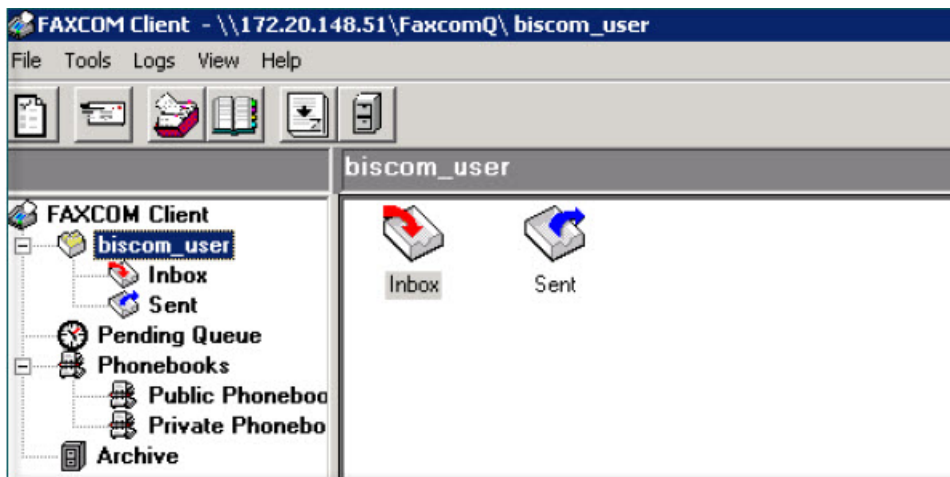 FAXCOM Client - \\172.20.148.51\FaxcomQ\ biscom_user
File Tools Logs View Help
biscom_user
FAXCOM Client
biscom_user
Inbox
Sent
Pending Queue
Phonebooks
Public Phoneboo
Private Phonebo
Archive
Inbox Sent